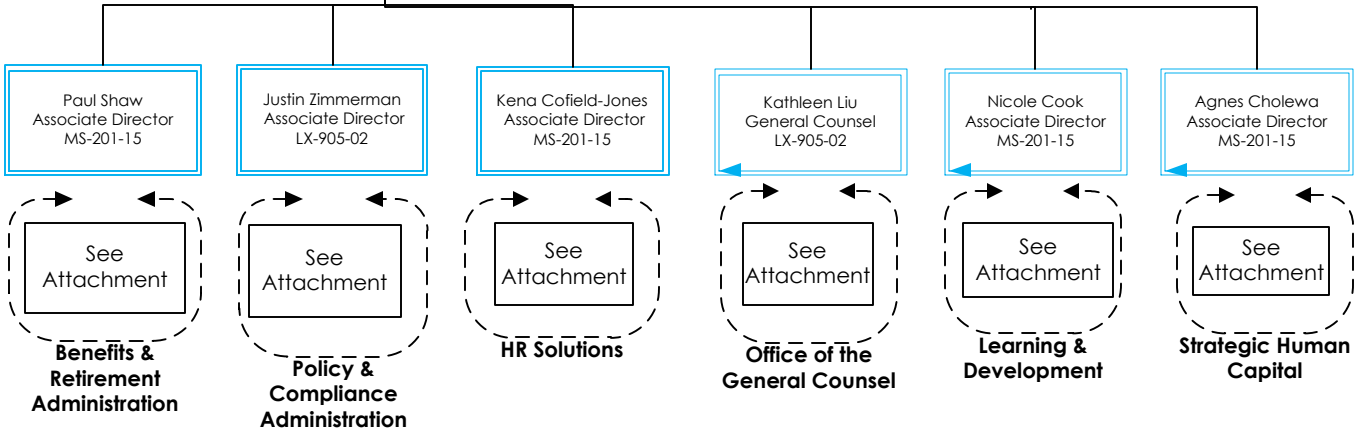 Paul Shaw
Associate Director
MS-201-15
Justin Zimmerman
Associate Director
LX-905-02
Kena Cofield-Jones
Associate Director
MS-201-15
Kathleen Liu
General Counsel
LX-905-02
Nicole Cook
Associate Director
MS-201-15
Agnes Cholewa
Associate Director
MS-201-15
See
Attachment
See
Attachment
See
Attachment
See
Attachment
See
Attachment
See
Attachment
Benefits &
Retirement
Administration
Policy &
Compliance
Administration
HR Solutions
Office of the
General Counsel
Learning &
Development
Strategic Human
Capital